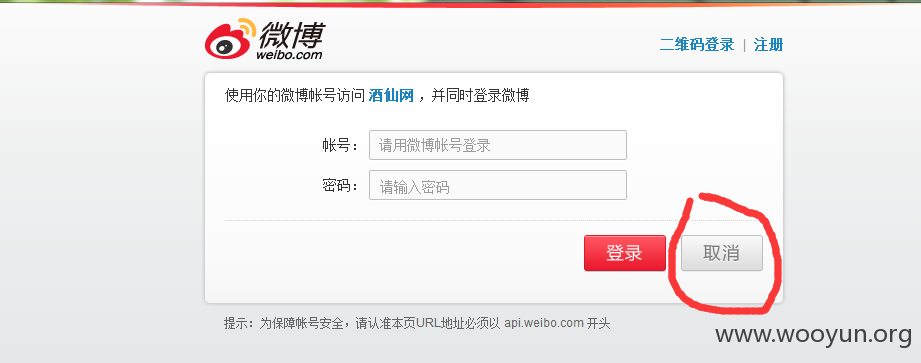 微博
weibo.com
二维码登录 | 注册
使用你的微博帐号访问 酒仙网 ，并同时登录微博
帐号： 请用微博帐号登录
密码： 请输入密码
登录 取消
提示：为保障帐号安全，请认准本页URL地址必须以 api.weibo.com 开头
www.wooyun.org